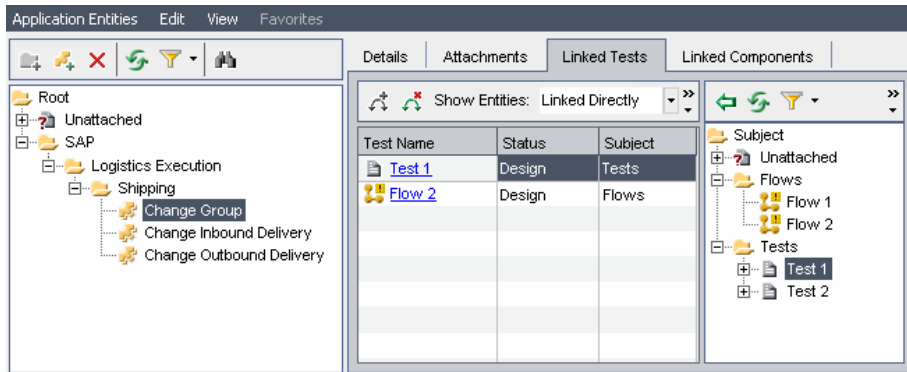 Application Entities Edit View Favorites
Details Attachments Linked Tests Linked Components
Show Entities: Linked Directly
Root
Unattached
SAP
Logistics Execution
Shipping
Change Group
Change Inbound Delivery
Change Outbound Delivery
Test Name Status Subject
Test 1 Design Tests
Flow 2 Design Flows
Subject
Unattached
Flows
Flow 1
Flow 2
Tests
Test 1
Test 2